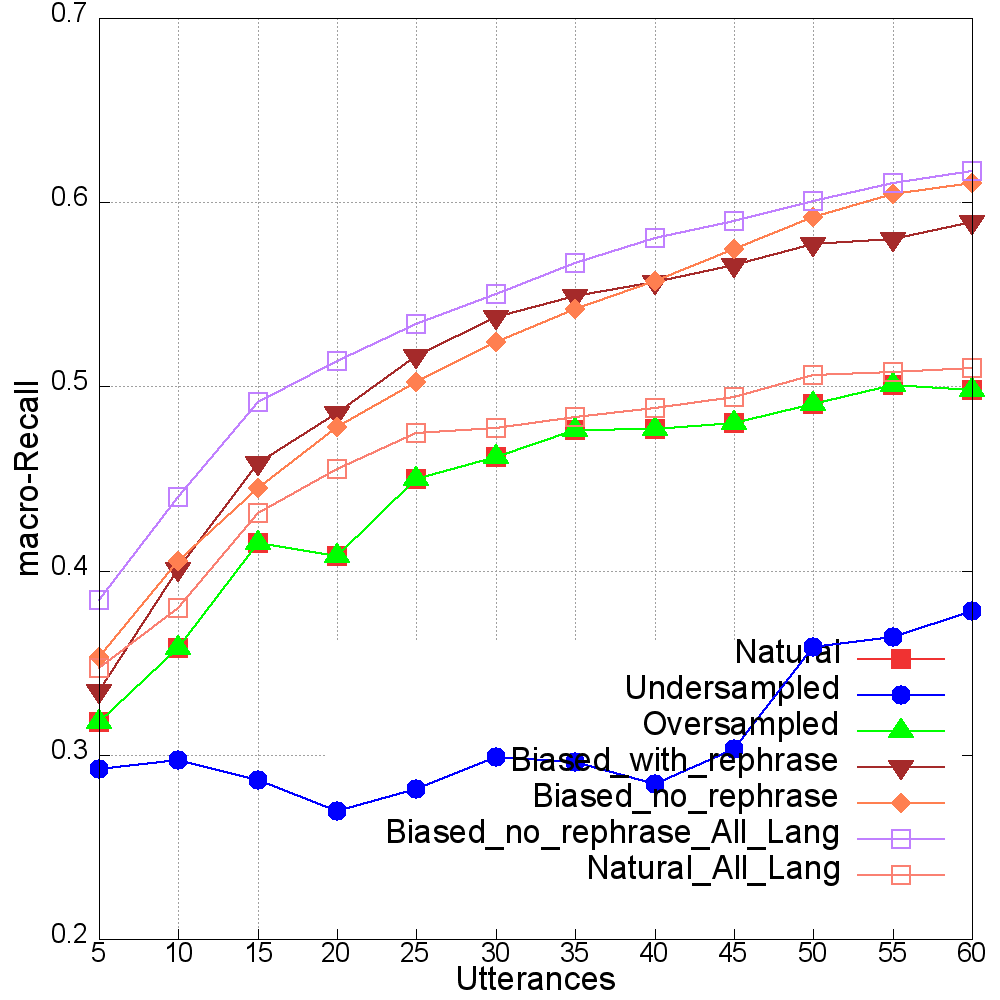 0.7
0.6
0.5
0.4
0.3
0.2
macro-Recall
Natural
Undersampled
Oversampled
Biased_with_rephrase
Biased_no_rephrase
Biased_no_rephrase_All_Lang
Natural_All_Lang
5 10 15 20 25 30 35 40 45 50 55 60
Utterances